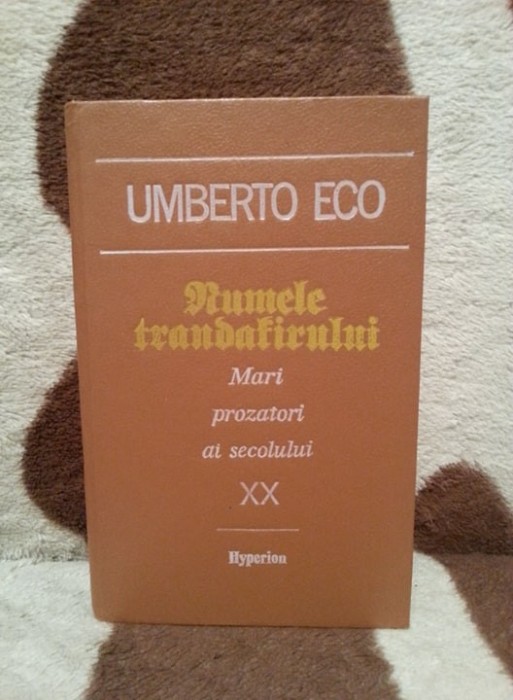 UMBERTO ECO
Numele
trandafirului
Mari
prozatori
ai secolului
XX
Hyperion